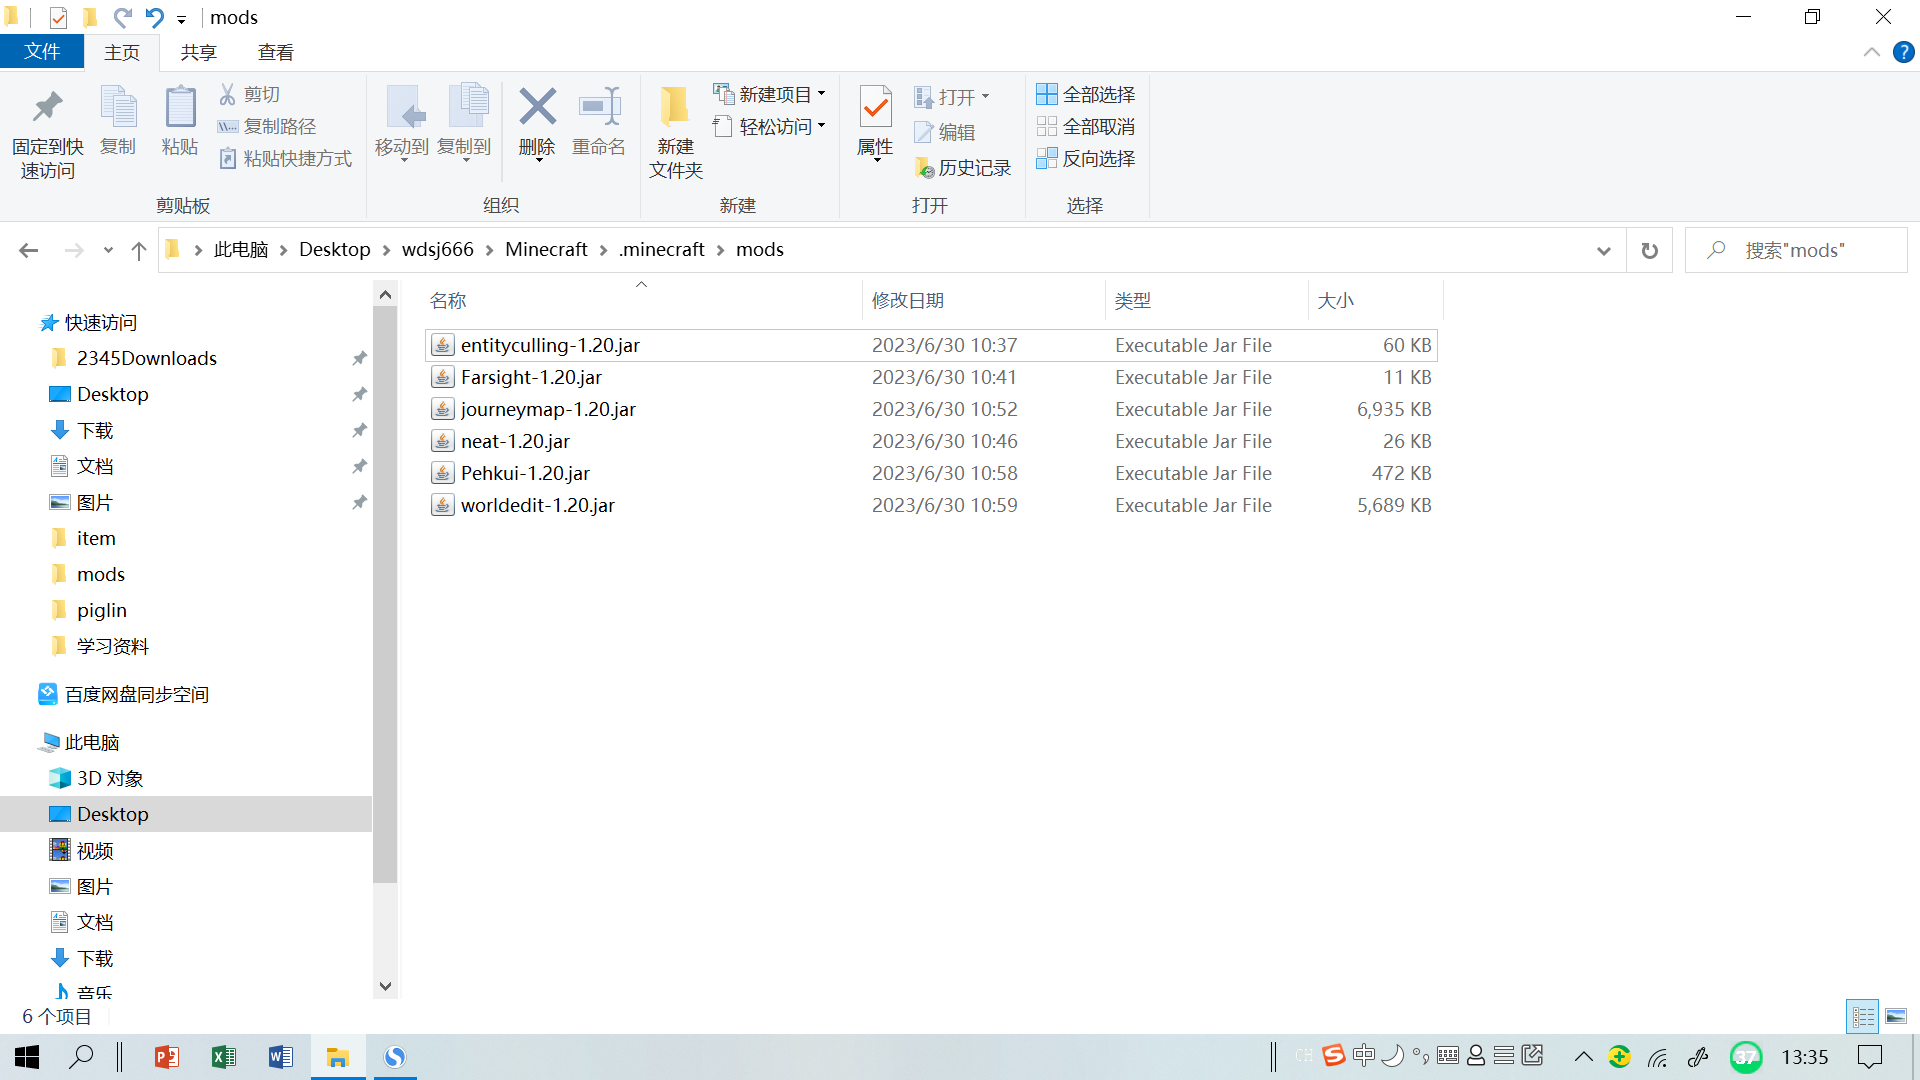 mods
文件 主页 共享 查看
固定到快速访问
复制
粘贴
剪切
复制路径
粘贴快捷方式
剪贴板
移动到
复制到
删除
重命名
组织
新建文件夹
新建项目
轻松访问
新建
属性
打开
编辑
历史记录
打开
全部选择
全部取消
反向选择
选择
此电脑 Desktop wdsj666 Minecraft .minecraft mods
搜索"mods"
快速访问
2345Downloads
Desktop
下载
文档
图片
item
mods
piglin
学习资料
百度网盘同步空间
此电脑
3D 对象
Desktop
视频
图片
文档
下载
音乐
名称 修改日期 类型 大小
entityculling-1.20.jar 2023/6/30 10:37 Executable Jar File 60 KB
Farsight-1.20.jar 2023/6/30 10:41 Executable Jar File 11 KB
journeymap-1.20.jar 2023/6/30 10:52 Executable Jar File 6,935 KB
neat-1.20.jar 2023/6/30 10:46 Executable Jar File 26 KB
Pehkui-1.20.jar 2023/6/30 10:58 Executable Jar File 472 KB
worldedit-1.20.jar 2023/6/30 10:59 Executable Jar File 5,689 KB
6 个项目
CH 中 37 13:35